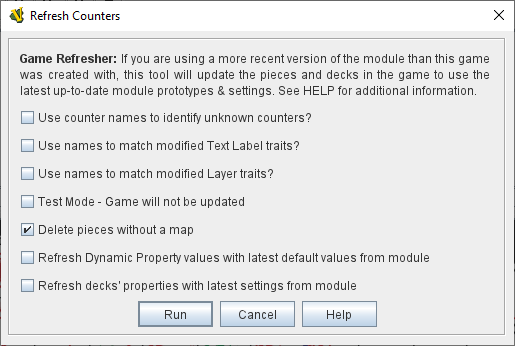 Refresh Counters
Game Refresher: If you are using a more recent version of the module than this game
was created with, this tool will update the pieces and decks in the game to use the
latest up-to-date module prototypes & settings. See HELP for additional information.
Use counter names to identify unknown counters?
Use names to match modified Text Label traits?
Use names to match modified Layer traits?
Test Mode - Game will not be updated
Delete pieces without a map
Refresh Dynamic Property values with latest default values from module
Refresh decks' properties with latest settings from module
Run Cancel Help